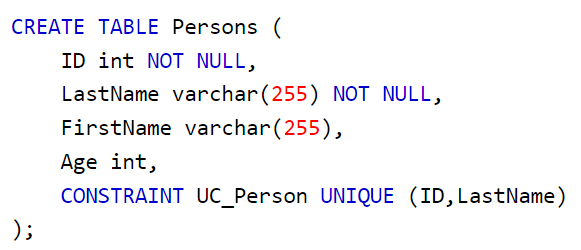 CREATE TABLE Persons (
    ID int NOT NULL,
    LastName varchar(255) NOT NULL,
    FirstName varchar(255),
    Age int,
    CONSTRAINT UC_Person UNIQUE (ID,LastName)
);